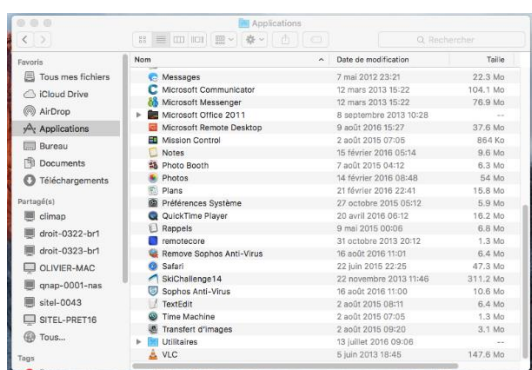 Applications
Rechercher
Favoris
Tous mes fichiers
iCloud Drive
AirDrop
Applications
Bureau
Documents
Téléchargements
Partagé(s)
climap
droit-0322-br1
droit-0323-br1
OLIVIER-MAC
qnap-0001-nas
sitel-0043
SITEL-PRET16
Tous...
Tags
Nom Date de modification Taille
Messages 7 mai 2012 23:21 22.3 Mo
Microsoft Communicator 12 mars 2013 15:22 104.1 Mo
Microsoft Messenger 12 mars 2013 15:22 76.9 Mo
Microsoft Office 2011 8 septembre 2013 10:28 --
Microsoft Remote Desktop 9 août 2016 15:27 37.6 Mo
Mission Control 2 août 2015 07:05 864 Ko
Notes 15 février 2016 05:14 9.6 Mo
Photo Booth 7 août 2015 04:12 6.3 Mo
Photos 14 février 2016 08:48 54 Mo
Plans 21 février 2016 22:41 15.8 Mo
Préférences Système 27 octobre 2015 05:12 5.9 Mo
QuickTime Player 20 avril 2016 06:12 16.2 Mo
Rappels 9 mai 2015 00:06 6.8 Mo
remotecore 31 octobre 2013 20:12 1.3 Mo
Remove Sophos Anti-Virus 16 août 2016 11:01 6.4 Mo
Safari 22 juin 2015 22:25 47.3 Mo
SkiChallenge14 22 novembre 2013 11:46 311.2 Mo
Sophos Anti-Virus 16 août 2016 11:00 10.6 Mo
TextEdit 2 août 2015 08:11 6.4 Mo
Time Machine 2 août 2015 07:05 1.3 Mo
Transfert d'images 2 août 2015 09:20 3.1 Mo
Utilitaires 13 juillet 2016 09:06 --
VLC 5 juin 2013 18:45 147.6 Mo